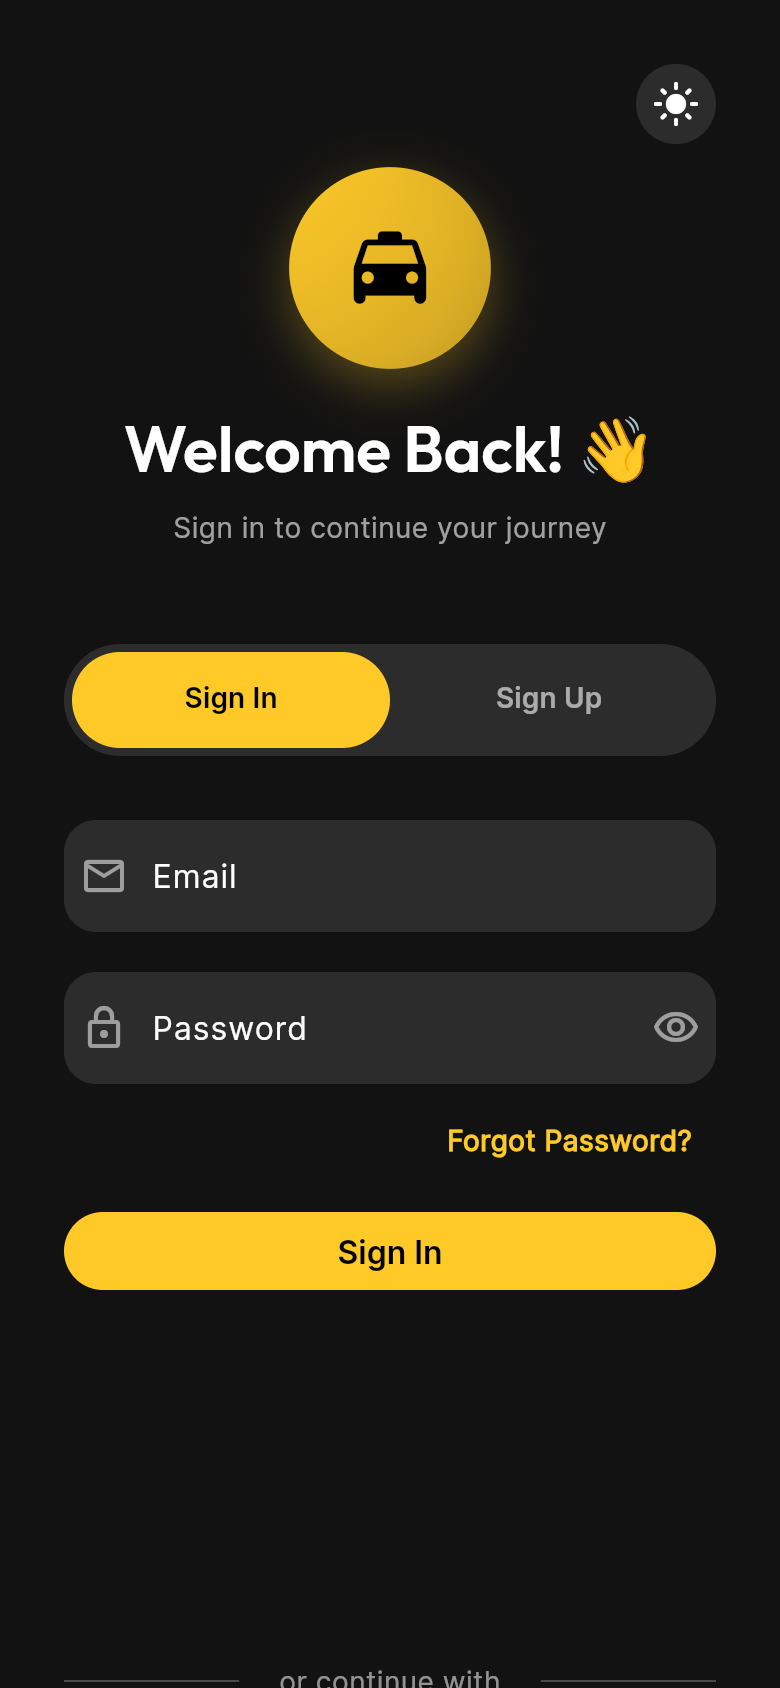 Welcome Back! 👋
Sign in to continue your journey
Sign In
Sign Up
Email
Password
Forgot Password?
Sign In
or continue with